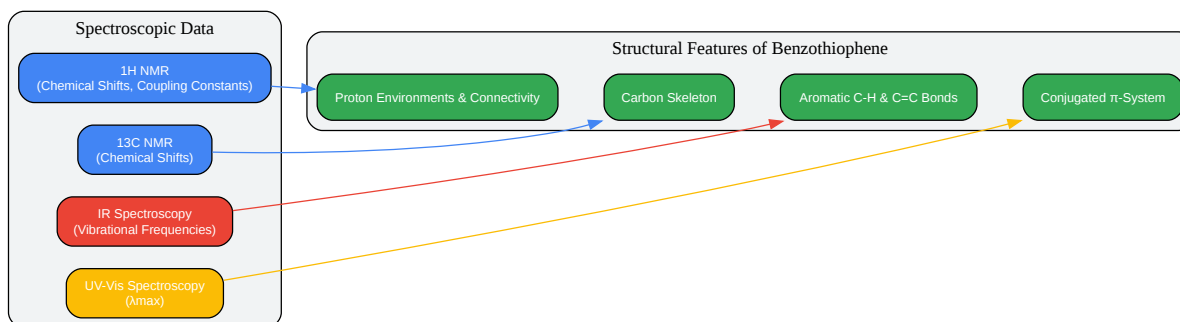 Spectroscopic Data
1H NMR
(Chemical Shifts, Coupling Constants)
13C NMR
(Chemical Shifts)
IR Spectroscopy
(Vibrational Frequencies)
UV-Vis Spectroscopy
(λmax)
Structural Features of Benzothiophene
Proton Environments & Connectivity
Carbon Skeleton
Aromatic C-H & C=C Bonds
Conjugated π-System